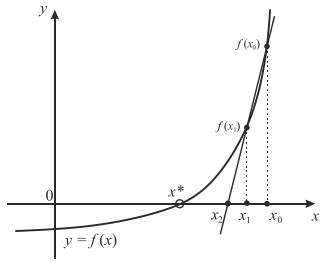 y
f(x₀)
f(x₁)
0
x*
x₂ x₁ x₀ x
y = f(x)